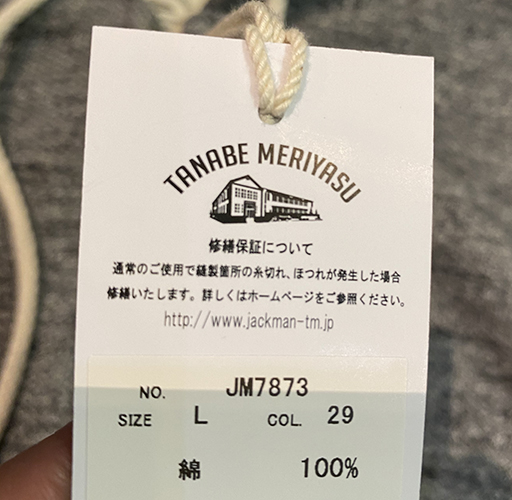 TANABE MERIYASU
修繕保証について
通常のご使用で縫製箇所の糸切れ、ほつれが発生した場合
修繕いたします。詳しくはホームページをご参照ください。
http://www.jackman-tm.jp
NO. JM7873
SIZE L COL. 29
綿 100%